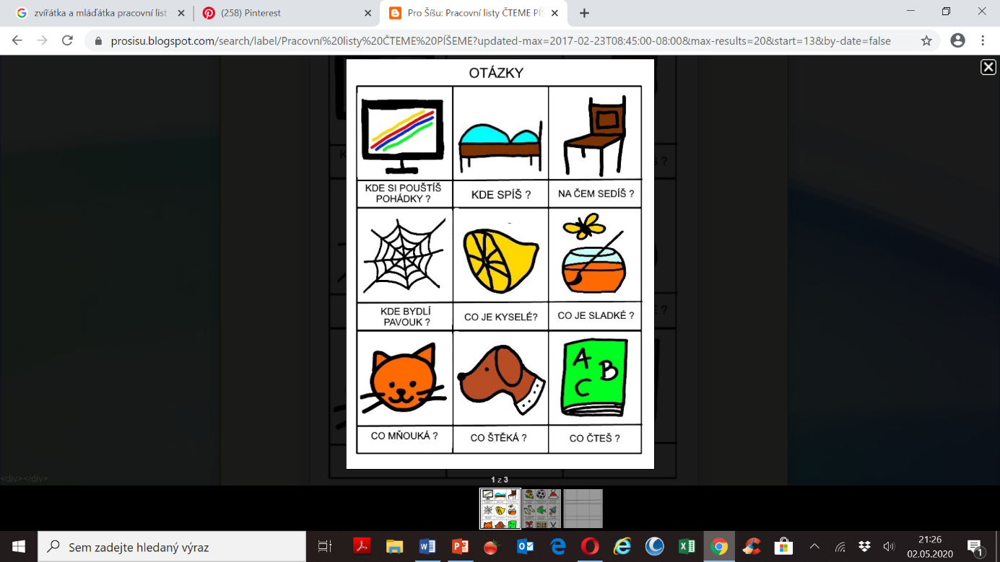 zvířátka a mláďátka pracovní list
(258) Pinterest
Pro Šíšu: Pracovní listy ČTEME PÍŠ
prosisu.blogspot.com/search/label/Pracovní%20listy%20ČTEME%20PÍŠEME?updated-max=2017-02-23T08:45:00-08:00&max-results=20&start=13&by-date=false
OTÁZKY
KDE SI POUŠTÍŠ
POHÁDKY ?
KDE SPÍŠ ?
NA ČEM SEDÍŠ ?
KDE BYDLÍ
PAVOUK ?
CO JE KYSELÉ?
CO JE SLADKÉ ?
A
B
C
CO MŇOUKÁ ?
CO ŠTĚKÁ ?
CO ČTEŠ ?
<div></div>
1 z 3
Sem zadejte hledaný výraz
21:26
02.05.2020
1